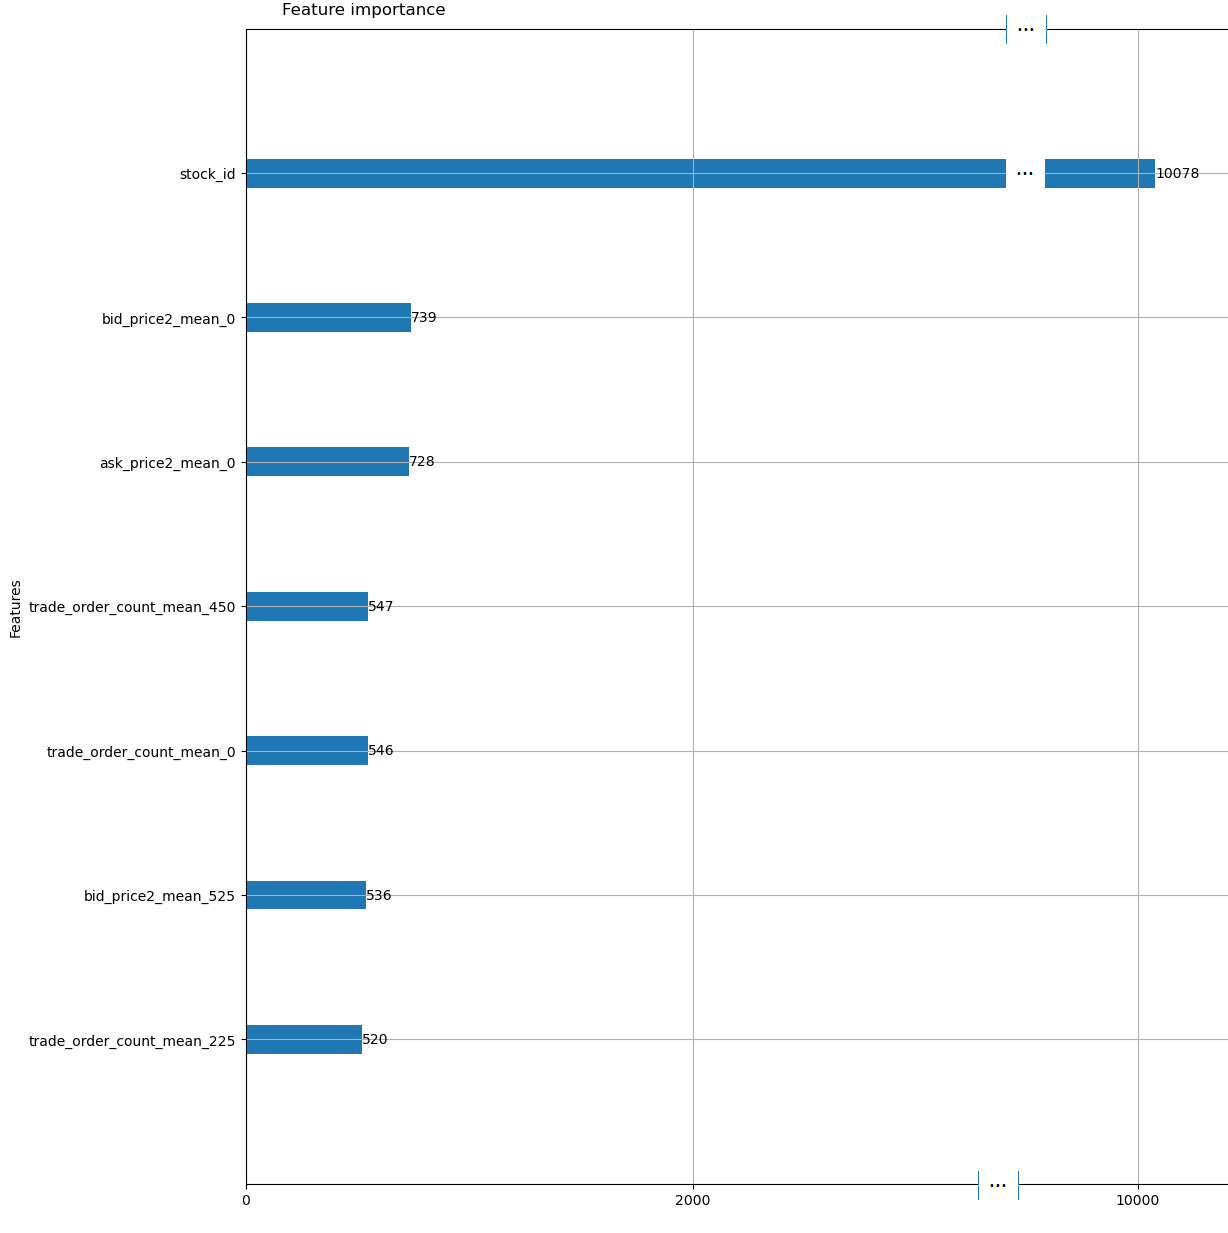 Feature importance
...
stock_id
...
10078
bid_price2_mean_0
739
ask_price2_mean_0
728
Features
trade_order_count_mean_450
547
trade_order_count_mean_0
546
bid_price2_mean_525
536
trade_order_count_mean_225
520
...
0
2000
10000